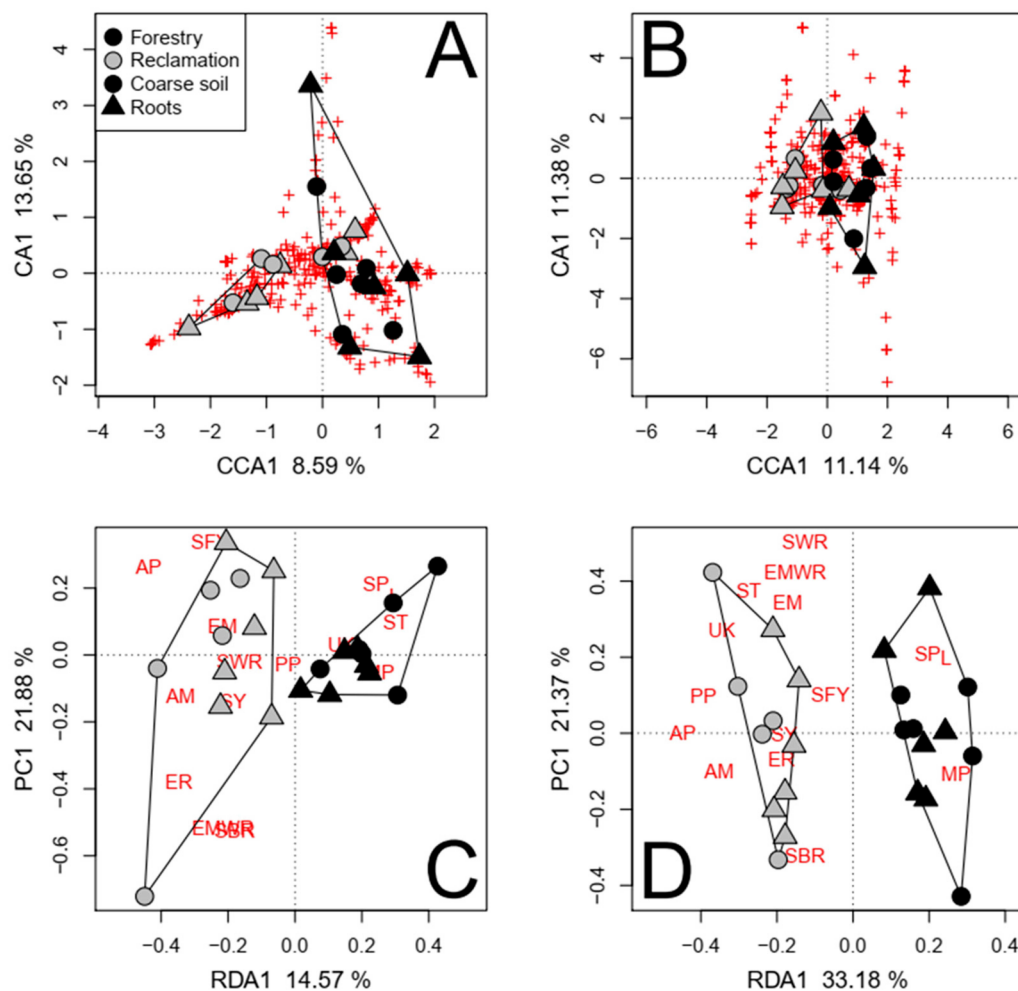 Forestry
Reclamation
Coarse soil
Roots
A
4
3
2
1
0
−1
−2
CA1 13.65 %
−4 −3 −2 −1 0 1 2
CCA1 8.59 %
B
4
2
0
−2
−4
−6
CA1 11.38 %
−6 −4 −2 0 2 4 6
CCA1 11.14 %
SFY
AP
SP
L
ST
EM
SWR
PP
MP
AM
SY
ER
EMWR
SBR
C
0.2
0.0
−0.2
−0.4
−0.6
PC1 21.88 %
−0.4 −0.2 0.0 0.2 0.4
RDA1 14.57 %
SWR
EMWR
ST
EM
UK
SP
L
PP
SFY
AP
SY
ER
AM
MP
SBR
D
0.4
0.2
0.0
−0.2
−0.4
PC1 21.37 %
−0.4 −0.2 0.0 0.2 0.4
RDA1 33.18 %